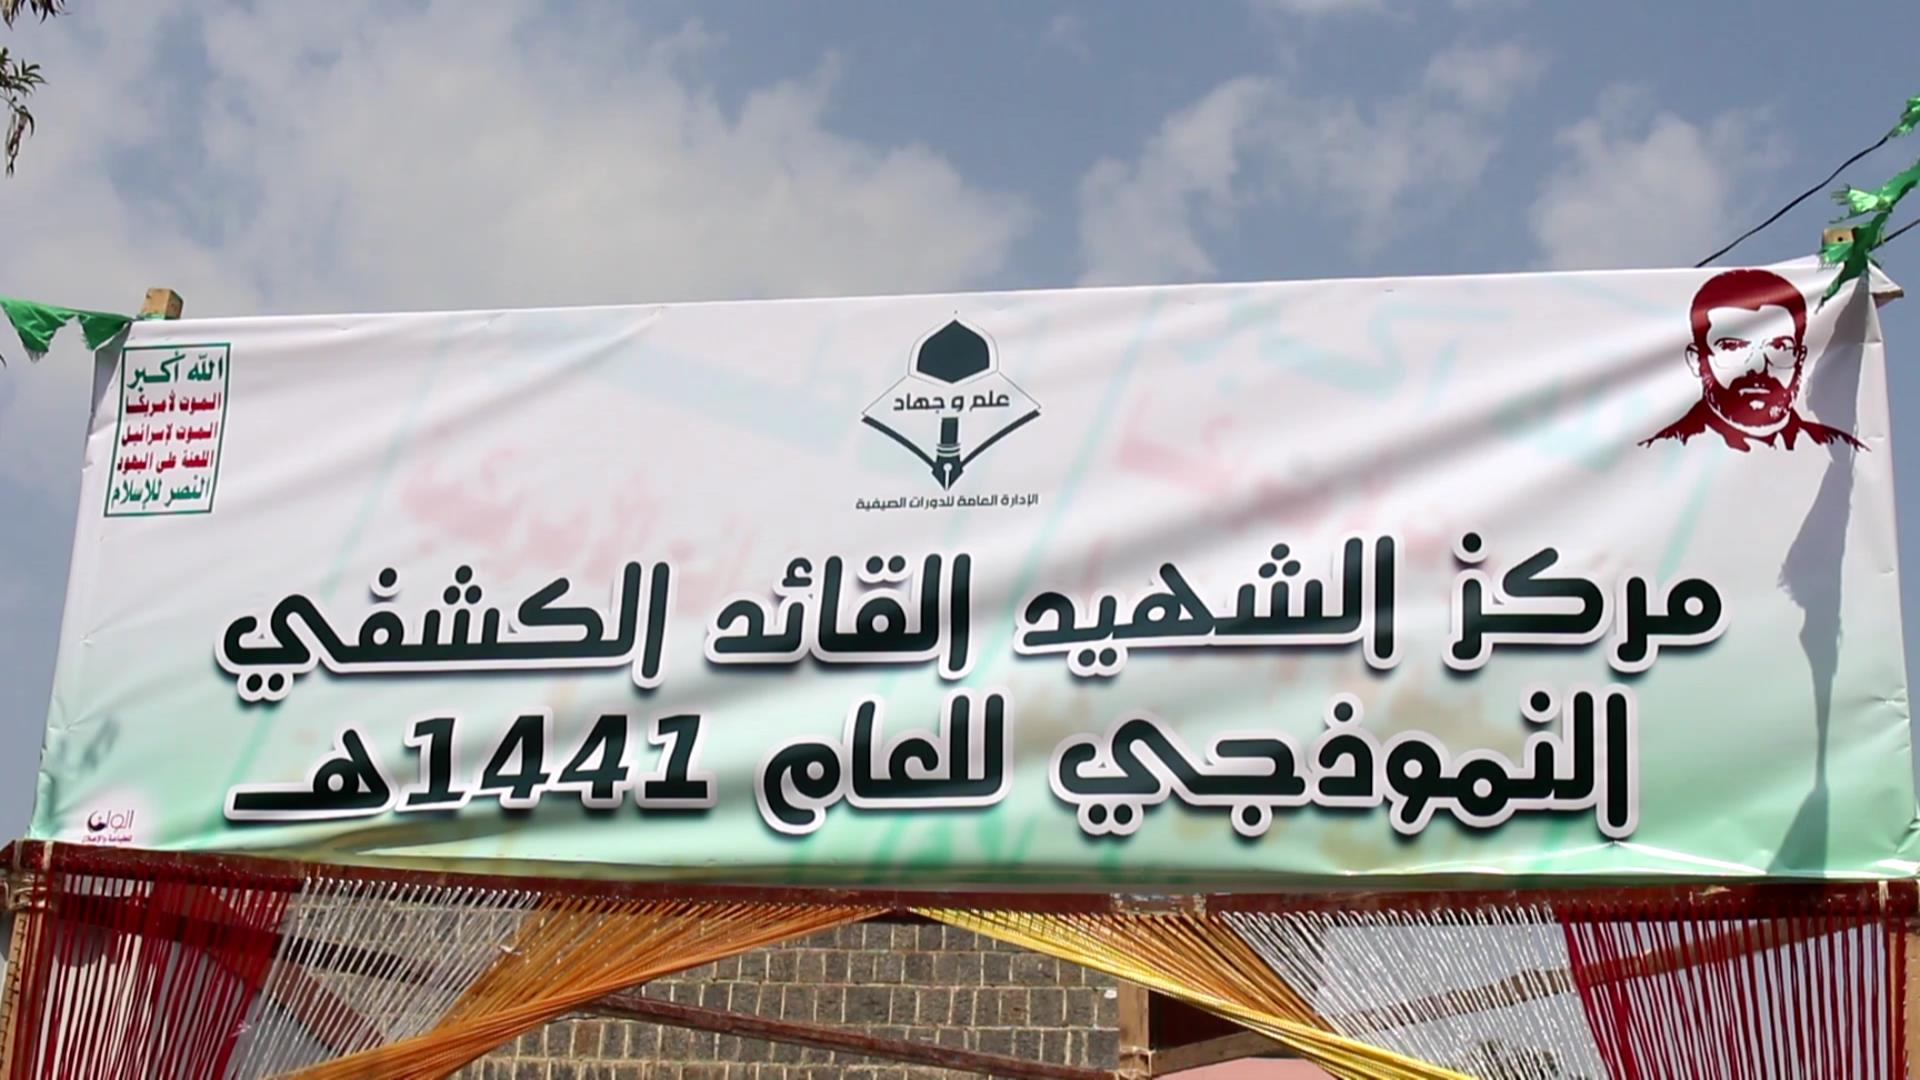 الله أكبر
الموت لأمريكا
الموت لإسرائيل
اللعنة على اليهود
النصر للإسلام
علم و جهاد
الإدارة العامة للدورات الصيفية
مركز الشهيد القائد الكشفي
النموذجي للعام 1441هـ